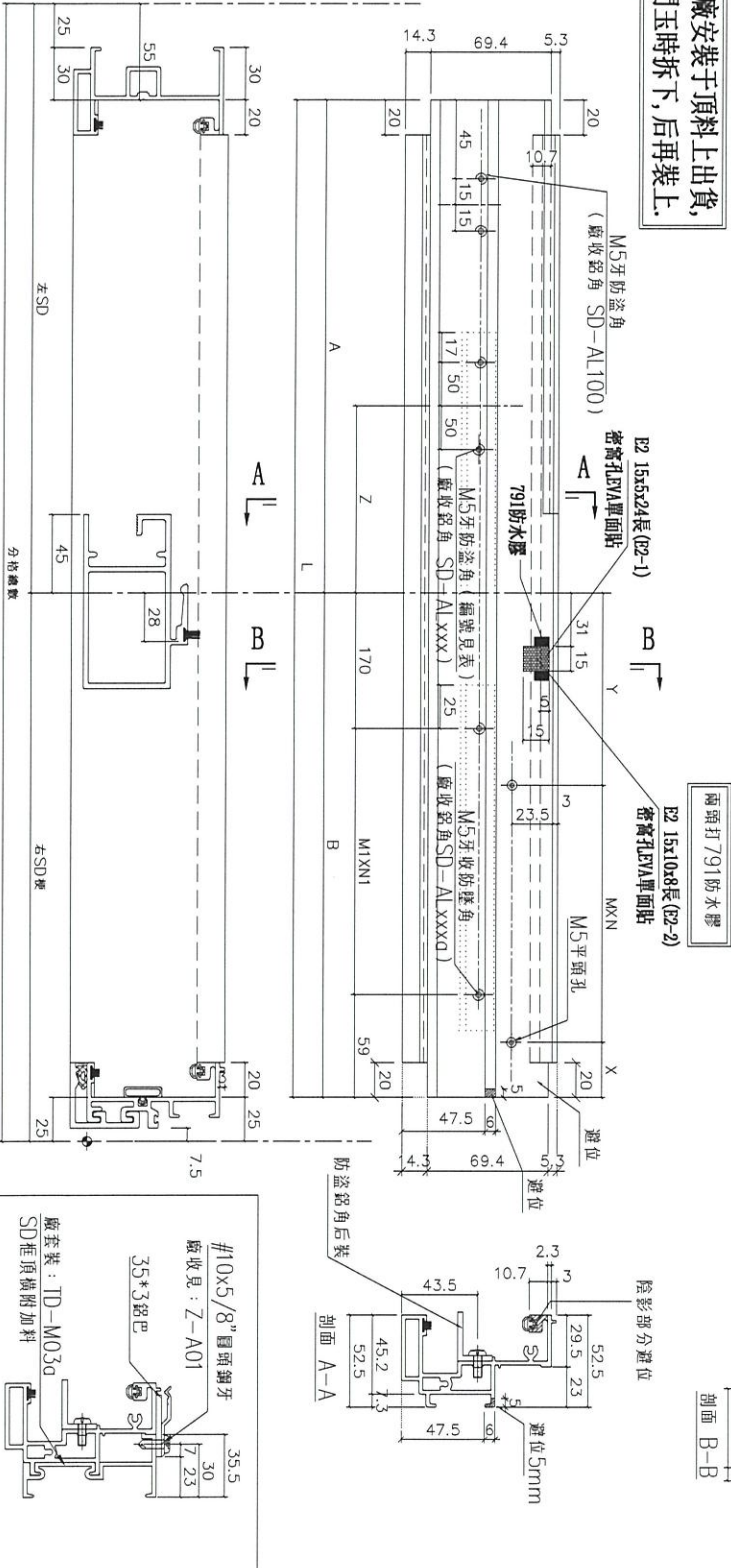 廠安裝于頂料上出貨,
時拆下, 后再裝上.
兩頭打791防水膠
E2 15x5x24長(E2-1)
密窩孔EVA單面貼
791防水膠
E2 15x10x8長(E2-2)
密窩孔EVA單面貼
M5牙防盜角
(廠收鋁角 SD-AL100)
M5牙防盜角(編號見表)
(廠收鋁角 SD-ALxxx)
M5牙收防墜角
(廠收鋁角SD-ALxxxa)
M5平頭孔
避位
避位
A
A
B
B
14.3
69.4
5.3
20
20
10.7
45
15
15
17
50
50
Z
170
25
M1XN1
59
20
A
B
L
31
15
Y
5
15
3
23.5
MXN
X
20
5
47.5
6
14.3
69.4
5.3
25
30
55
30
20
45
28
20
25
25
7.5
左SD
右SD梗
分格總數
陰影部分避位
2.3
10.7
3
29.5
23
52.5
43.5
防盜鋁角后裝
45.2
7.3
52.5
5
47.5
6
避位5mm
剖面 A-A
剖面 B-B
#10x5/8"圓頭鋼牙
廠收見：Z-A01
35*3鋁巴
廠套裝：TD-M03a
SD框頂橫附加料
7
23
30
35.5